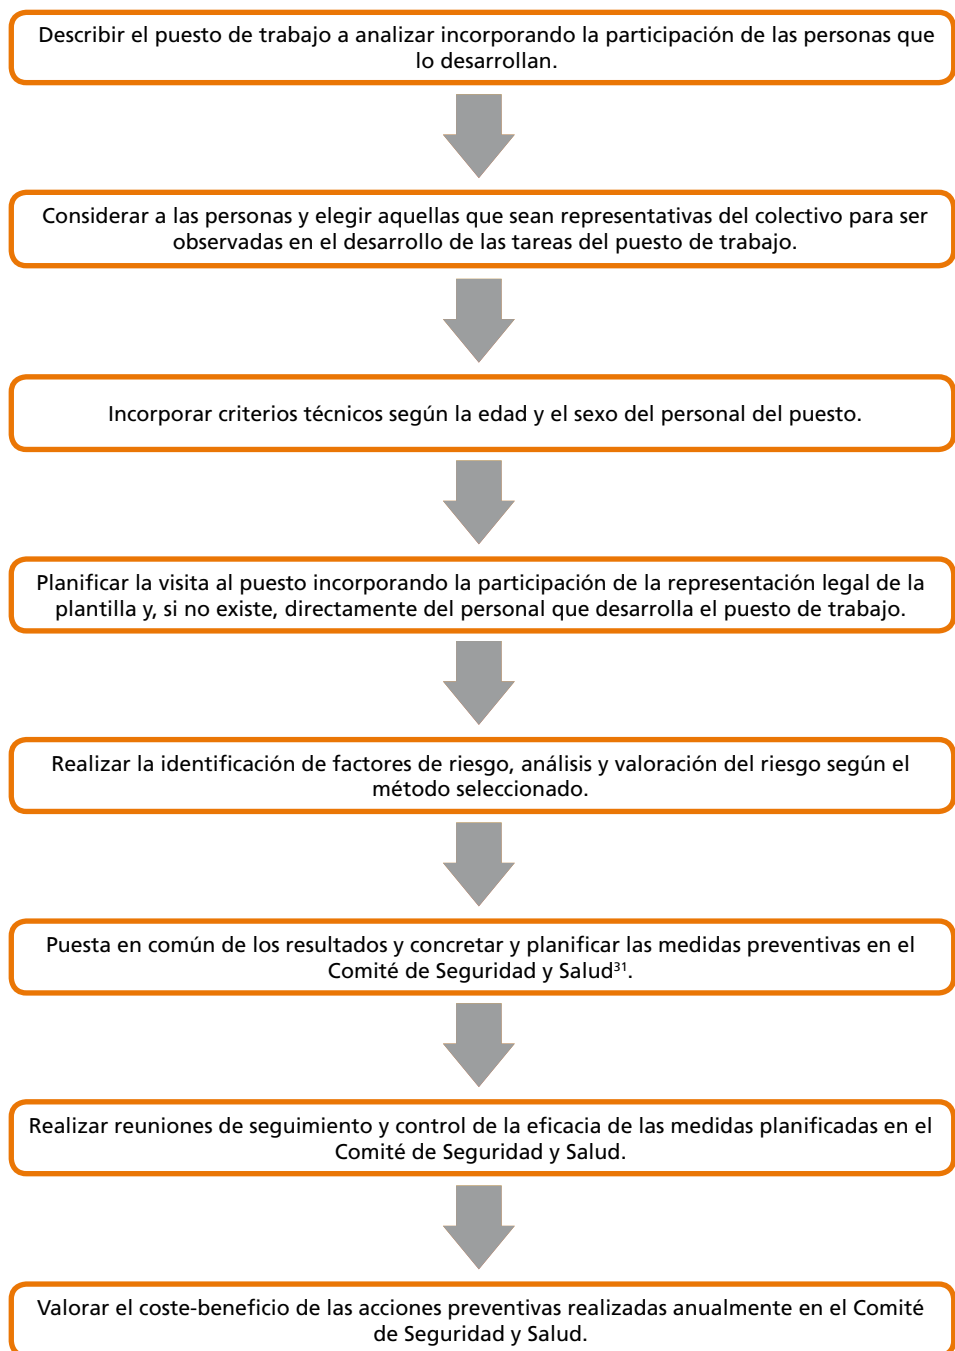 Describir el puesto de trabajo a analizar incorporando la participación de las personas que
lo desarrollan.
Considerar a las personas y elegir aquellas que sean representativas del colectivo para ser
observadas en el desarrollo de las tareas del puesto de trabajo.
Incorporar criterios técnicos según la edad y el sexo del personal del puesto.
Planificar la visita al puesto incorporando la participación de la representación legal de la
plantilla y, si no existe, directamente del personal que desarrolla el puesto de trabajo.
Realizar la identificación de factores de riesgo, análisis y valoración del riesgo según el
método seleccionado.
Puesta en común de los resultados y concretar y planificar las medidas preventivas en el
Comité de Seguridad y Salud³¹.
Realizar reuniones de seguimiento y control de la eficacia de las medidas planificadas en el
Comité de Seguridad y Salud.
Valorar el coste-beneficio de las acciones preventivas realizadas anualmente en el Comité
de Seguridad y Salud.